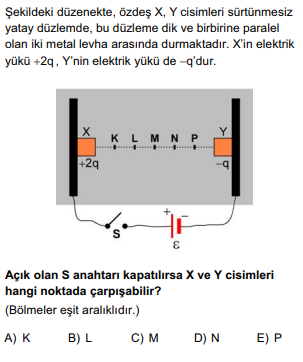 Şekildeki düzenekte, özdeş X, Y cisimleri sürtünmesiz
yatay düzlemde, bu düzleme dik ve birbirine paralel
olan iki metal levha arasında durmaktadır. X'in elektrik
yükü +2q, Y'nin elektrik yükü de –q'dur.
X K L M N P Y
+2q -q
+ -
S
ε
Açık olan S anahtarı kapatılırsa X ve Y cisimleri
hangi noktada çarpışabilir?
(Bölmeler eşit aralıklıdır.)
A) K B) L C) M D) N E) P